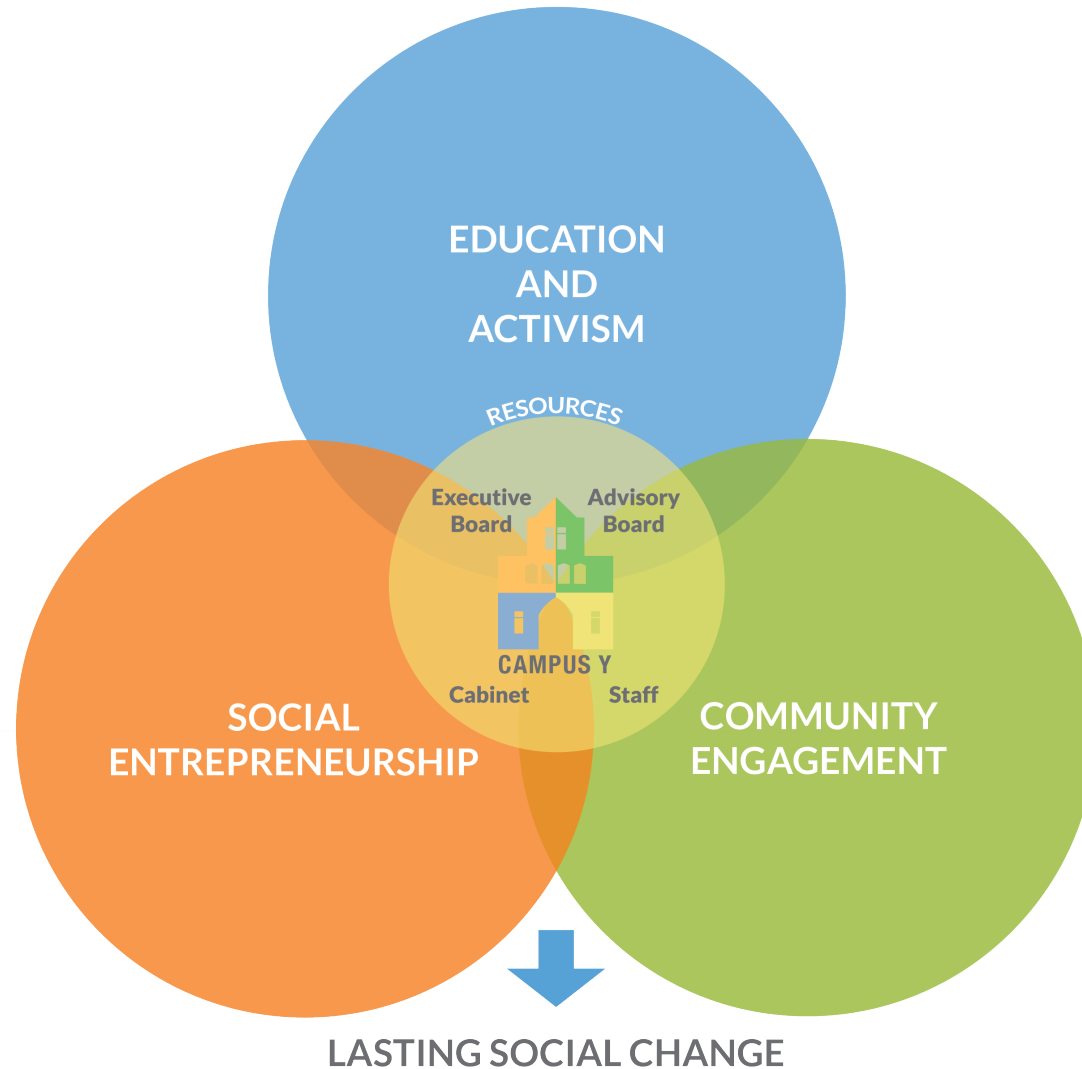 EDUCATION
AND
ACTIVISM
RESOURCES
Executive
Board
Advisory
Board
CAMPUS Y
Cabinet
Staff
SOCIAL
ENTREPRENEURSHIP
COMMUNITY
ENGAGEMENT
LASTING SOCIAL CHANGE